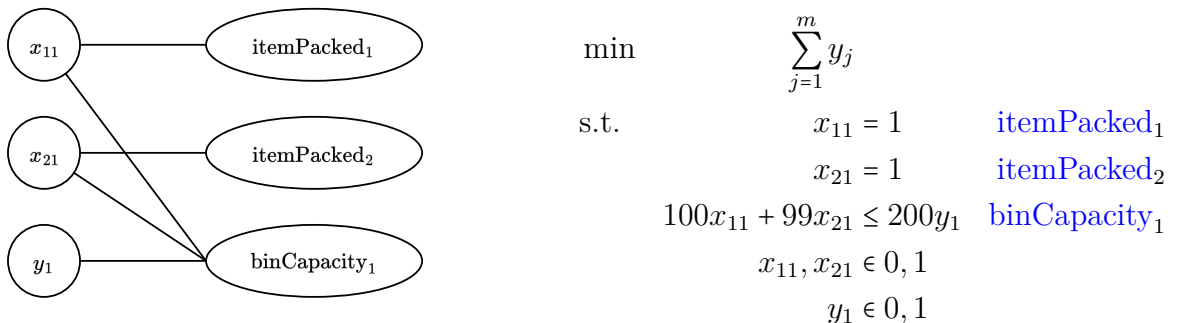 x₁₁ itemPacked₁
x₂₁ itemPacked₂
y₁ binCapacity₁
min ∑_{j=1}^{m} y_j
s.t. x₁₁ = 1 itemPacked₁
x₂₁ = 1 itemPacked₂
100x₁₁ + 99x₂₁ ≤ 200y₁ binCapacity₁
x₁₁, x₂₁ ∈ 0, 1
y₁ ∈ 0, 1